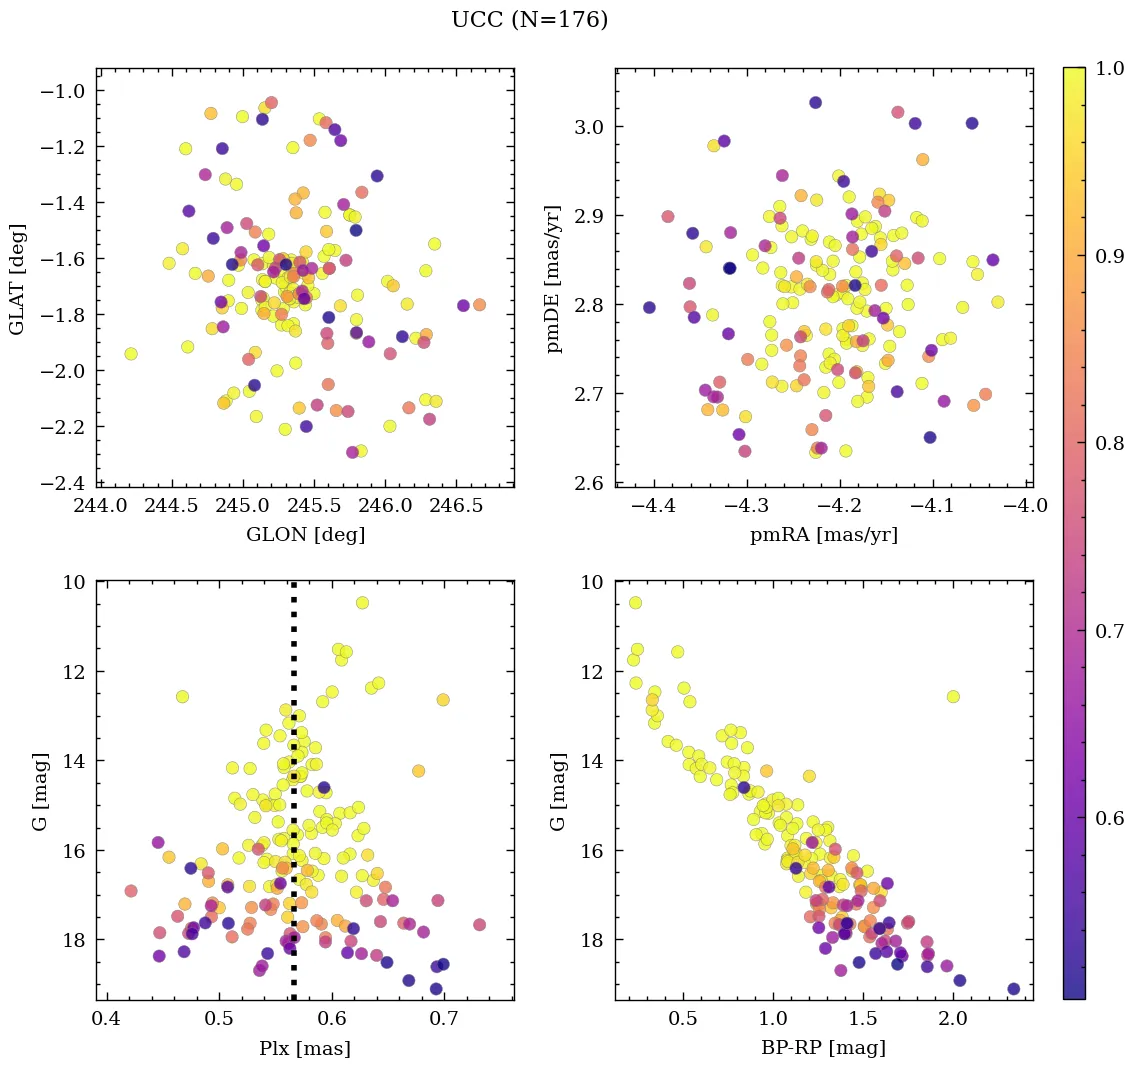 UCC (N=176)
−1.0
−1.2
−1.4
−1.6
−1.8
−2.0
−2.2
−2.4
GLAT [deg]
244.0 244.5 245.0 245.5 246.0 246.5
GLON [deg]
3.0
2.9
2.8
2.7
2.6
pmDE [mas/yr]
−4.4 −4.3 −4.2 −4.1 −4.0
pmRA [mas/yr]
1.0
0.9
0.8
0.7
0.6
10
12
14
16
18
G [mag]
0.4 0.5 0.6 0.7
Plx [mas]
10
12
14
16
18
G [mag]
0.5 1.0 1.5 2.0
BP-RP [mag]